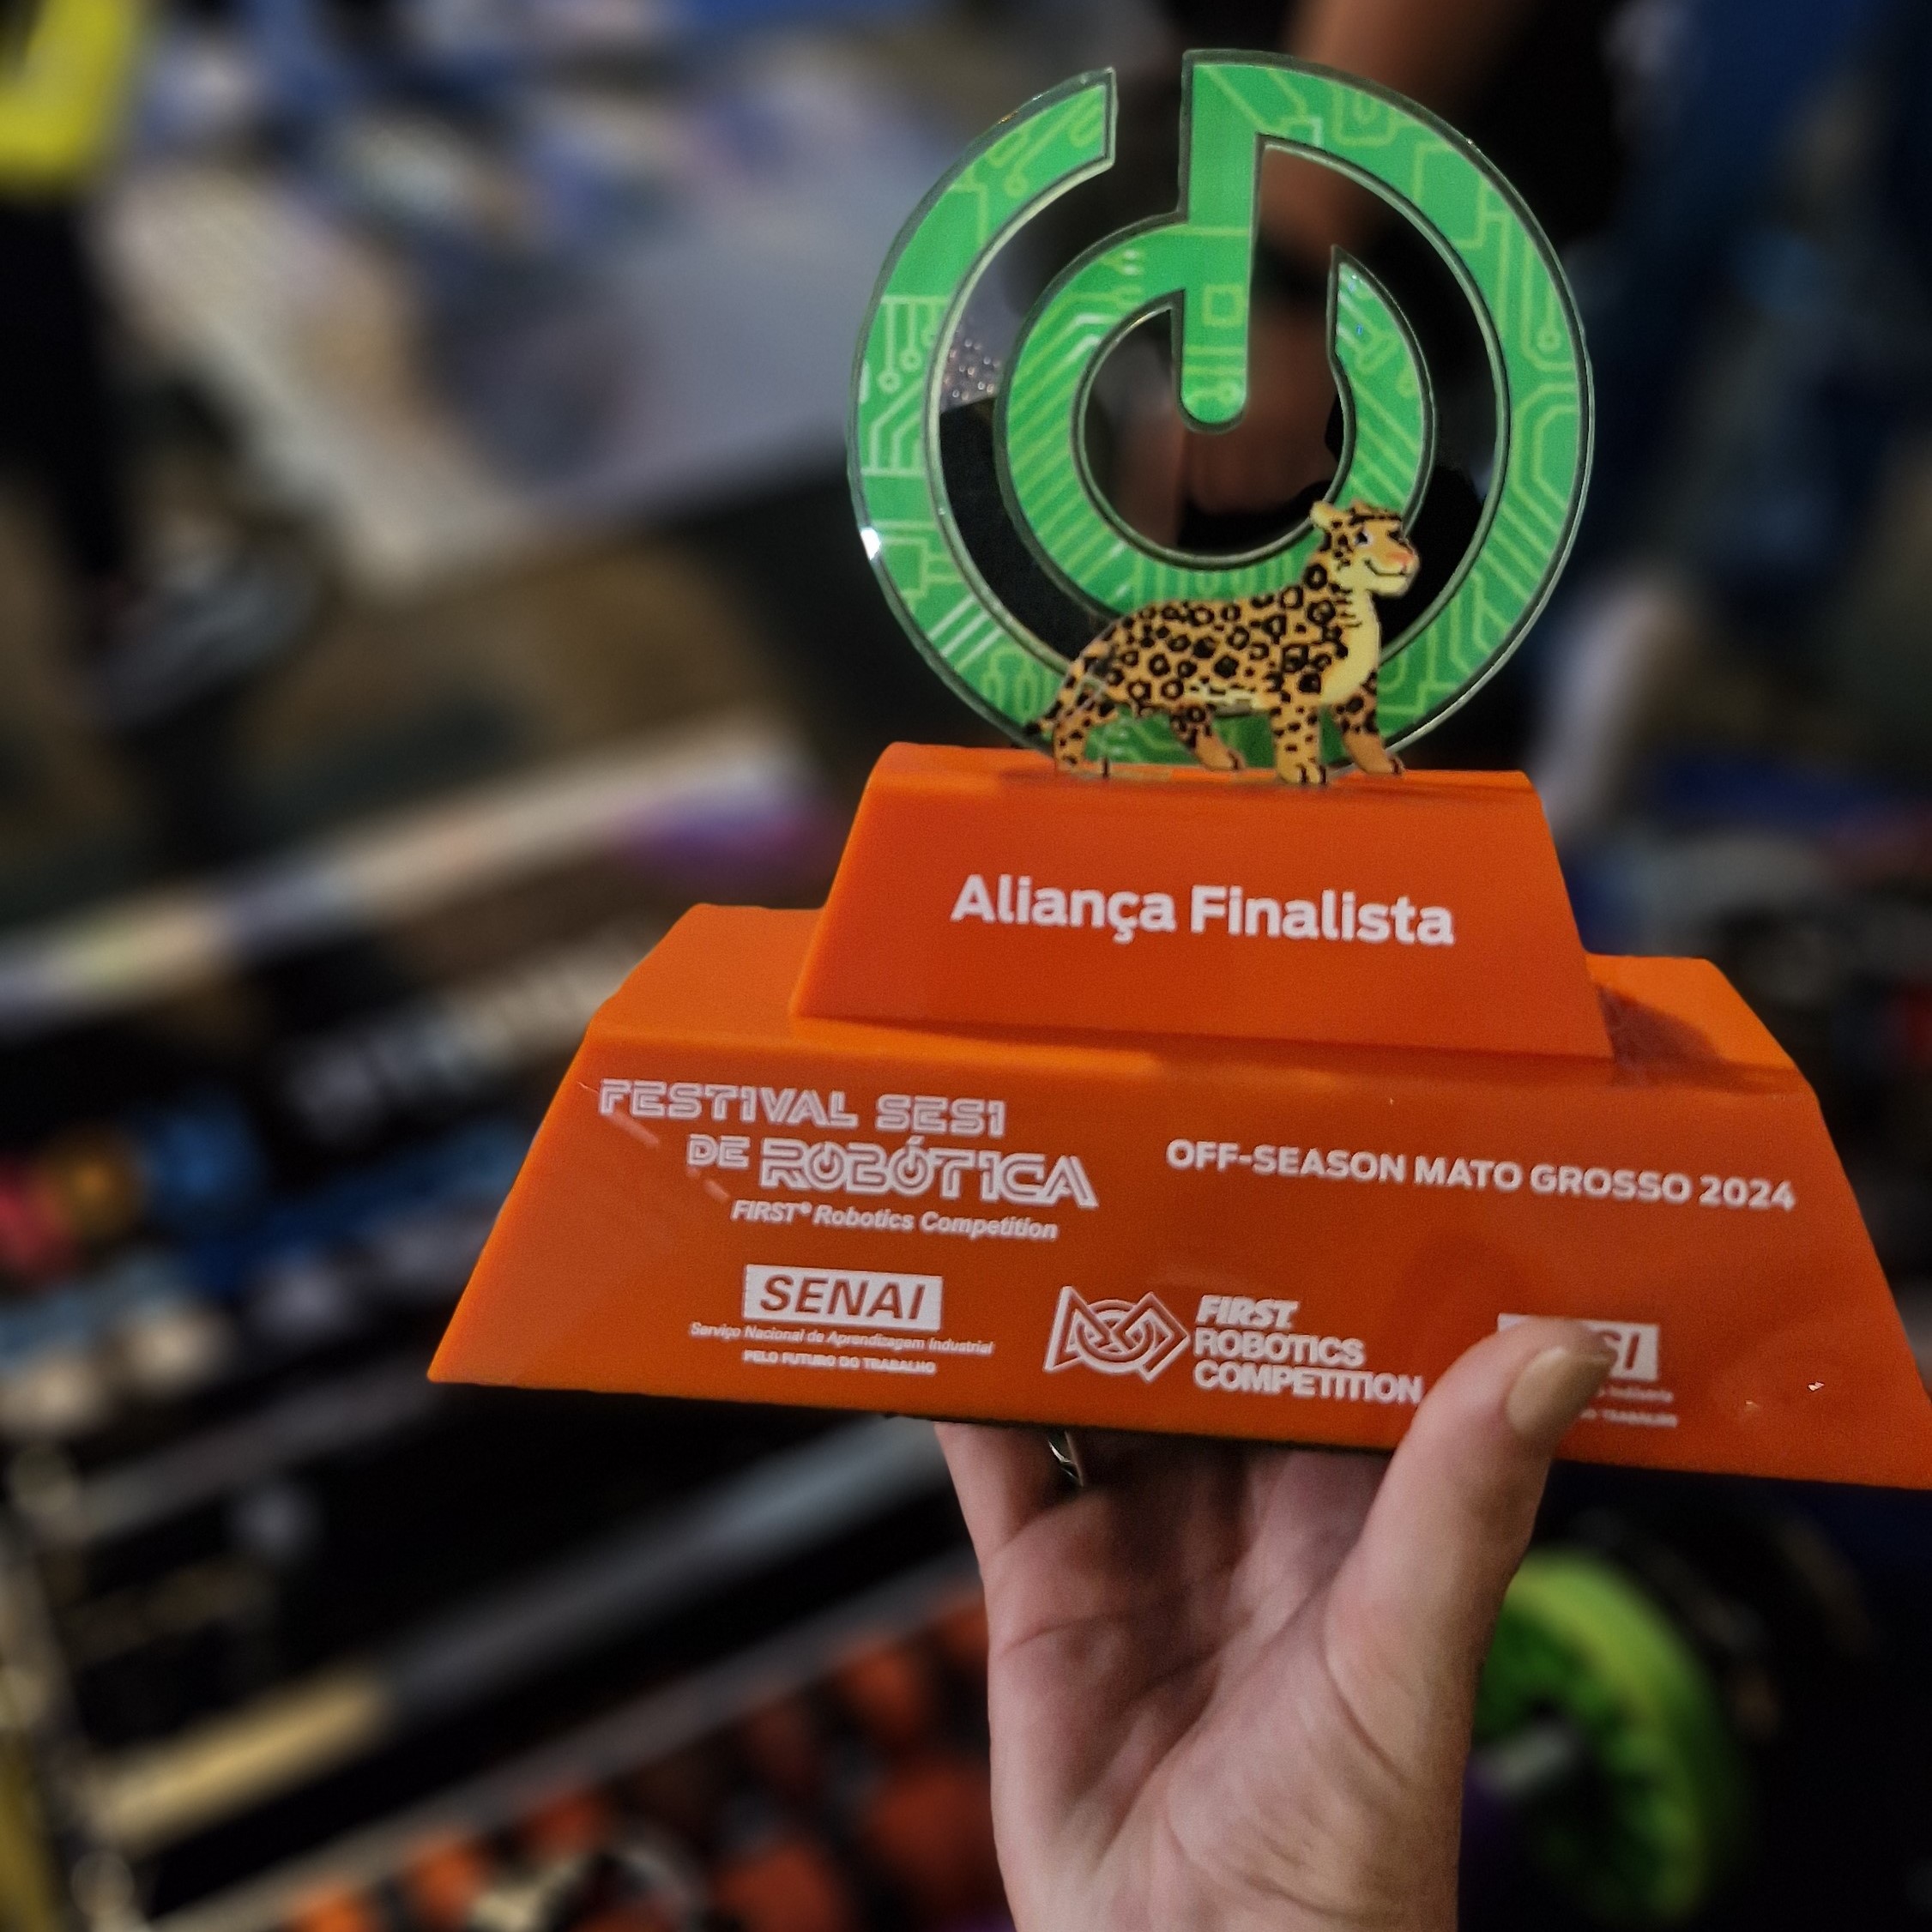 Aliança Finalista
FESTIVAL SESI
DE ROBÓTICA
FIRST® Robotics Competition
OFF-SEASON MATO GROSSO 2024
SENAI
Serviço Nacional de Aprendizagem Industrial
PELO FUTURO DO TRABALHO
FIRST
ROBOTICS
COMPETITION